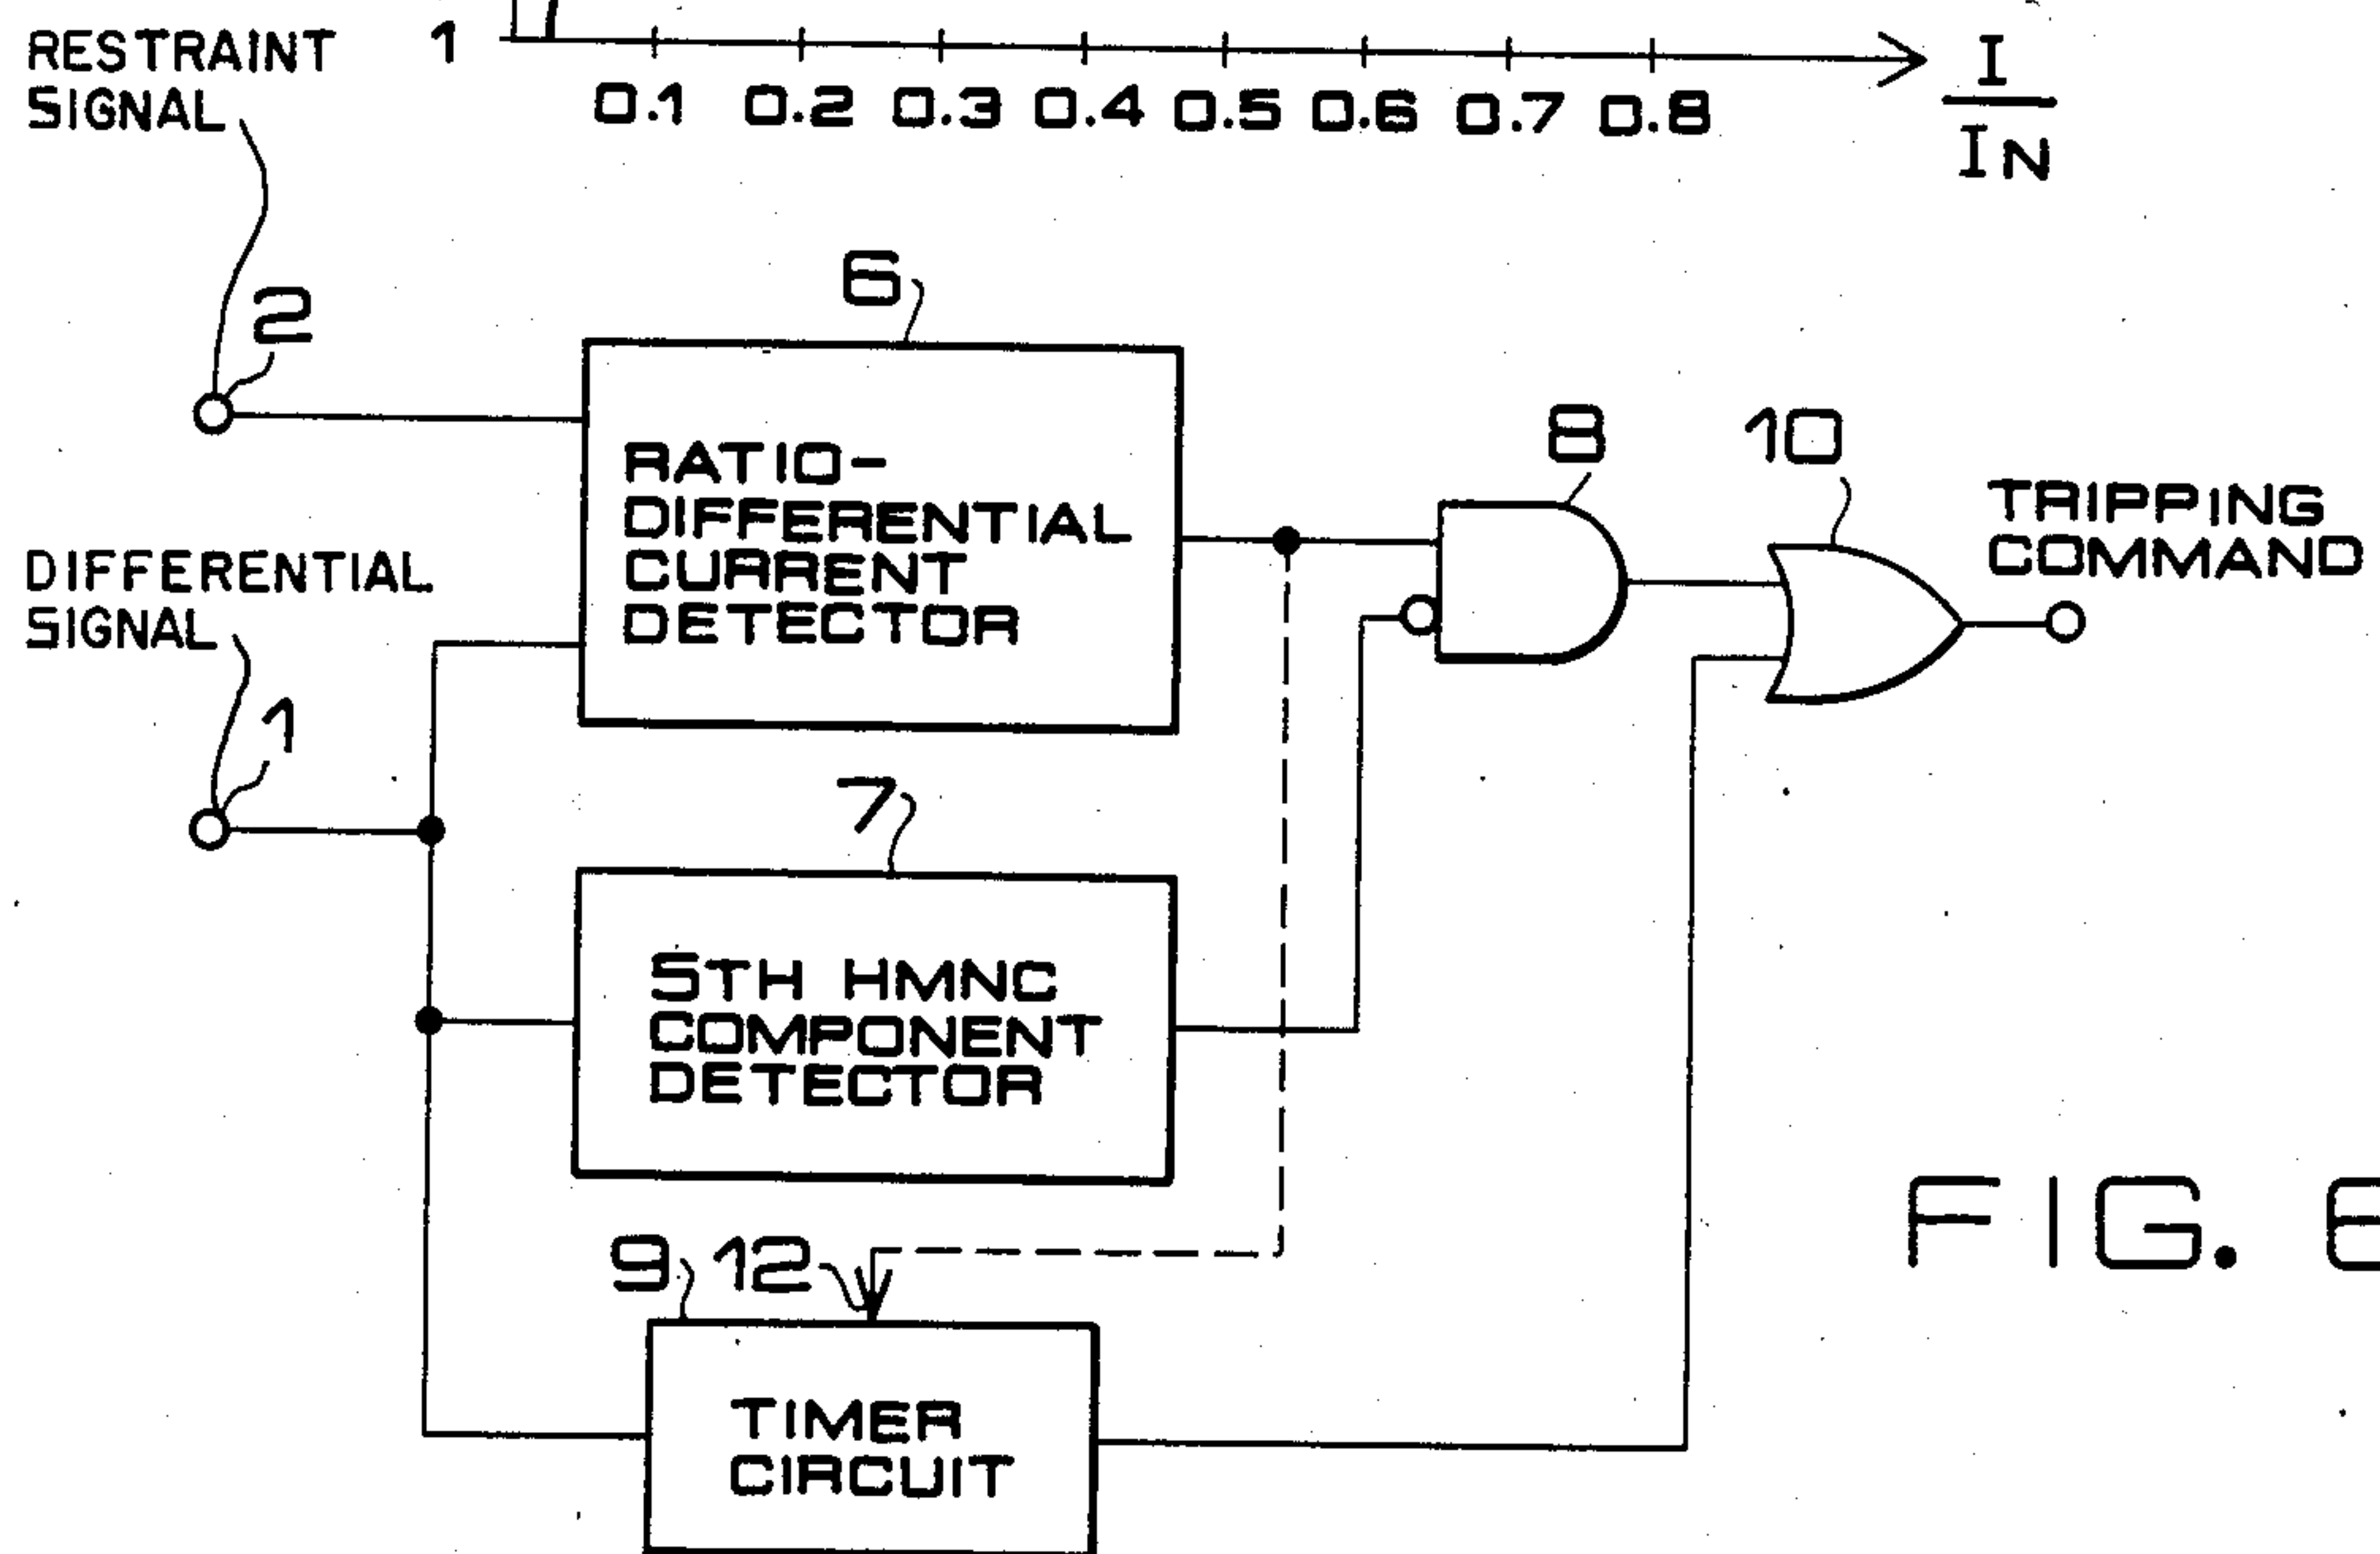 1
0.1 0.2 0.3 0.4 0.5 0.6 0.7 0.8
I
IN
RESTRAINT
SIGNAL
2
6
RATIO-
DIFFERENTIAL
CURRENT
DETECTOR
8
10
TRIPPING
COMMAND
DIFFERENTIAL
SIGNAL
1
7
5TH HMNC
COMPONENT
DETECTOR
9
12
TIMER
CIRCUIT
FIG.